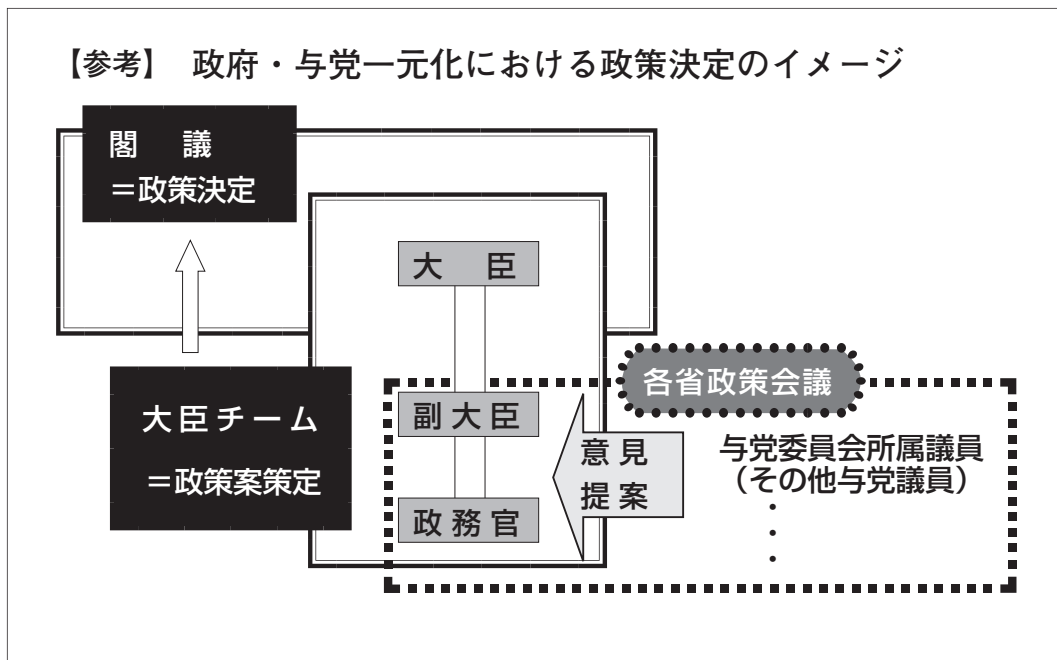 【参考】 政府・与党一元化における政策決定のイメージ
閣 議
＝政策決定
大 臣
大臣チーム
＝政策案策定
副大臣
政務官
意見
提案
各省政策会議
与党委員会所属議員
（その他与党議員）
・
・
・